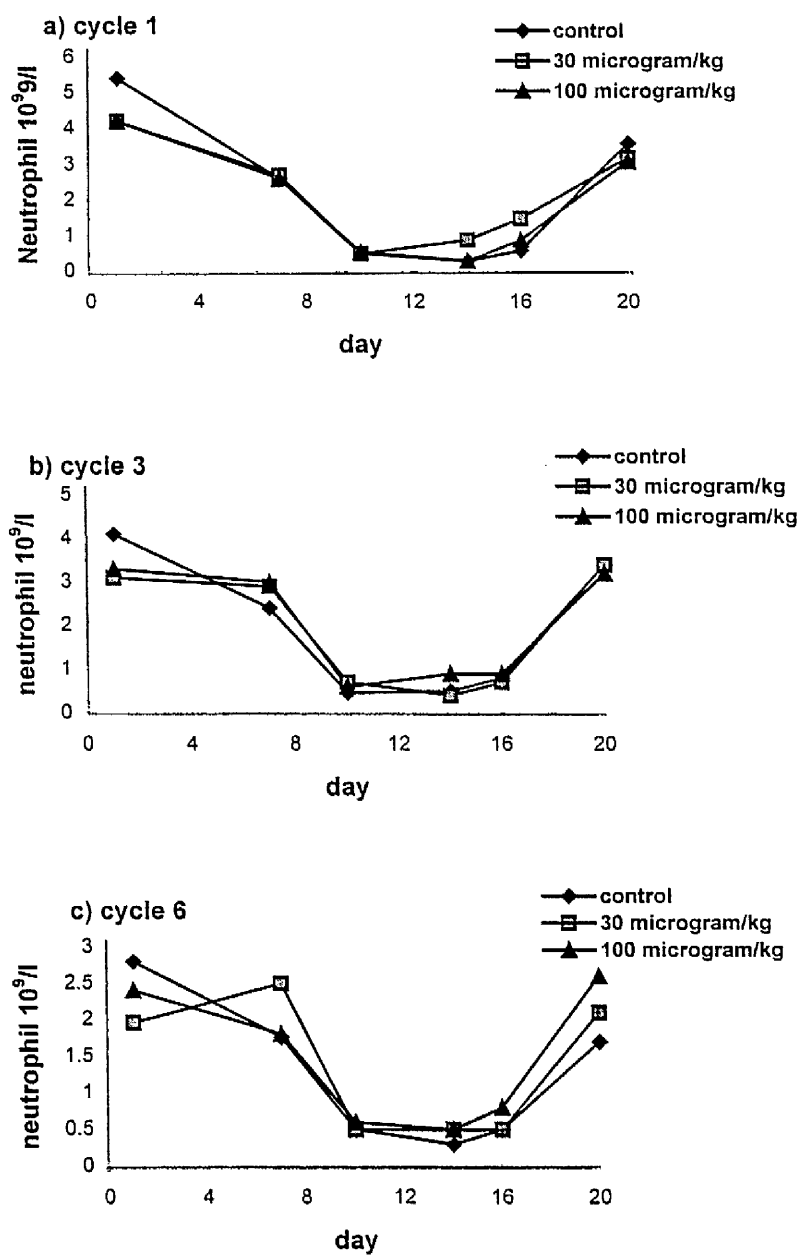 a) cycle 1
control
30 microgram/kg
100 microgram/kg
Neutrophil 10⁹9/l
6
5
4
3
2
1
0
0 4 8 12 16 20
day
b) cycle 3
control
30 microgram/kg
100 microgram/kg
neutrophil 10⁹/l
5
4
3
2
1
0
0 4 8 12 16 20
day
c) cycle 6
control
30 microgram/kg
100 microgram/kg
neutrophil 10⁹/l
3
2.5
2
1.5
1
0.5
0
0 4 8 12 16 20
day